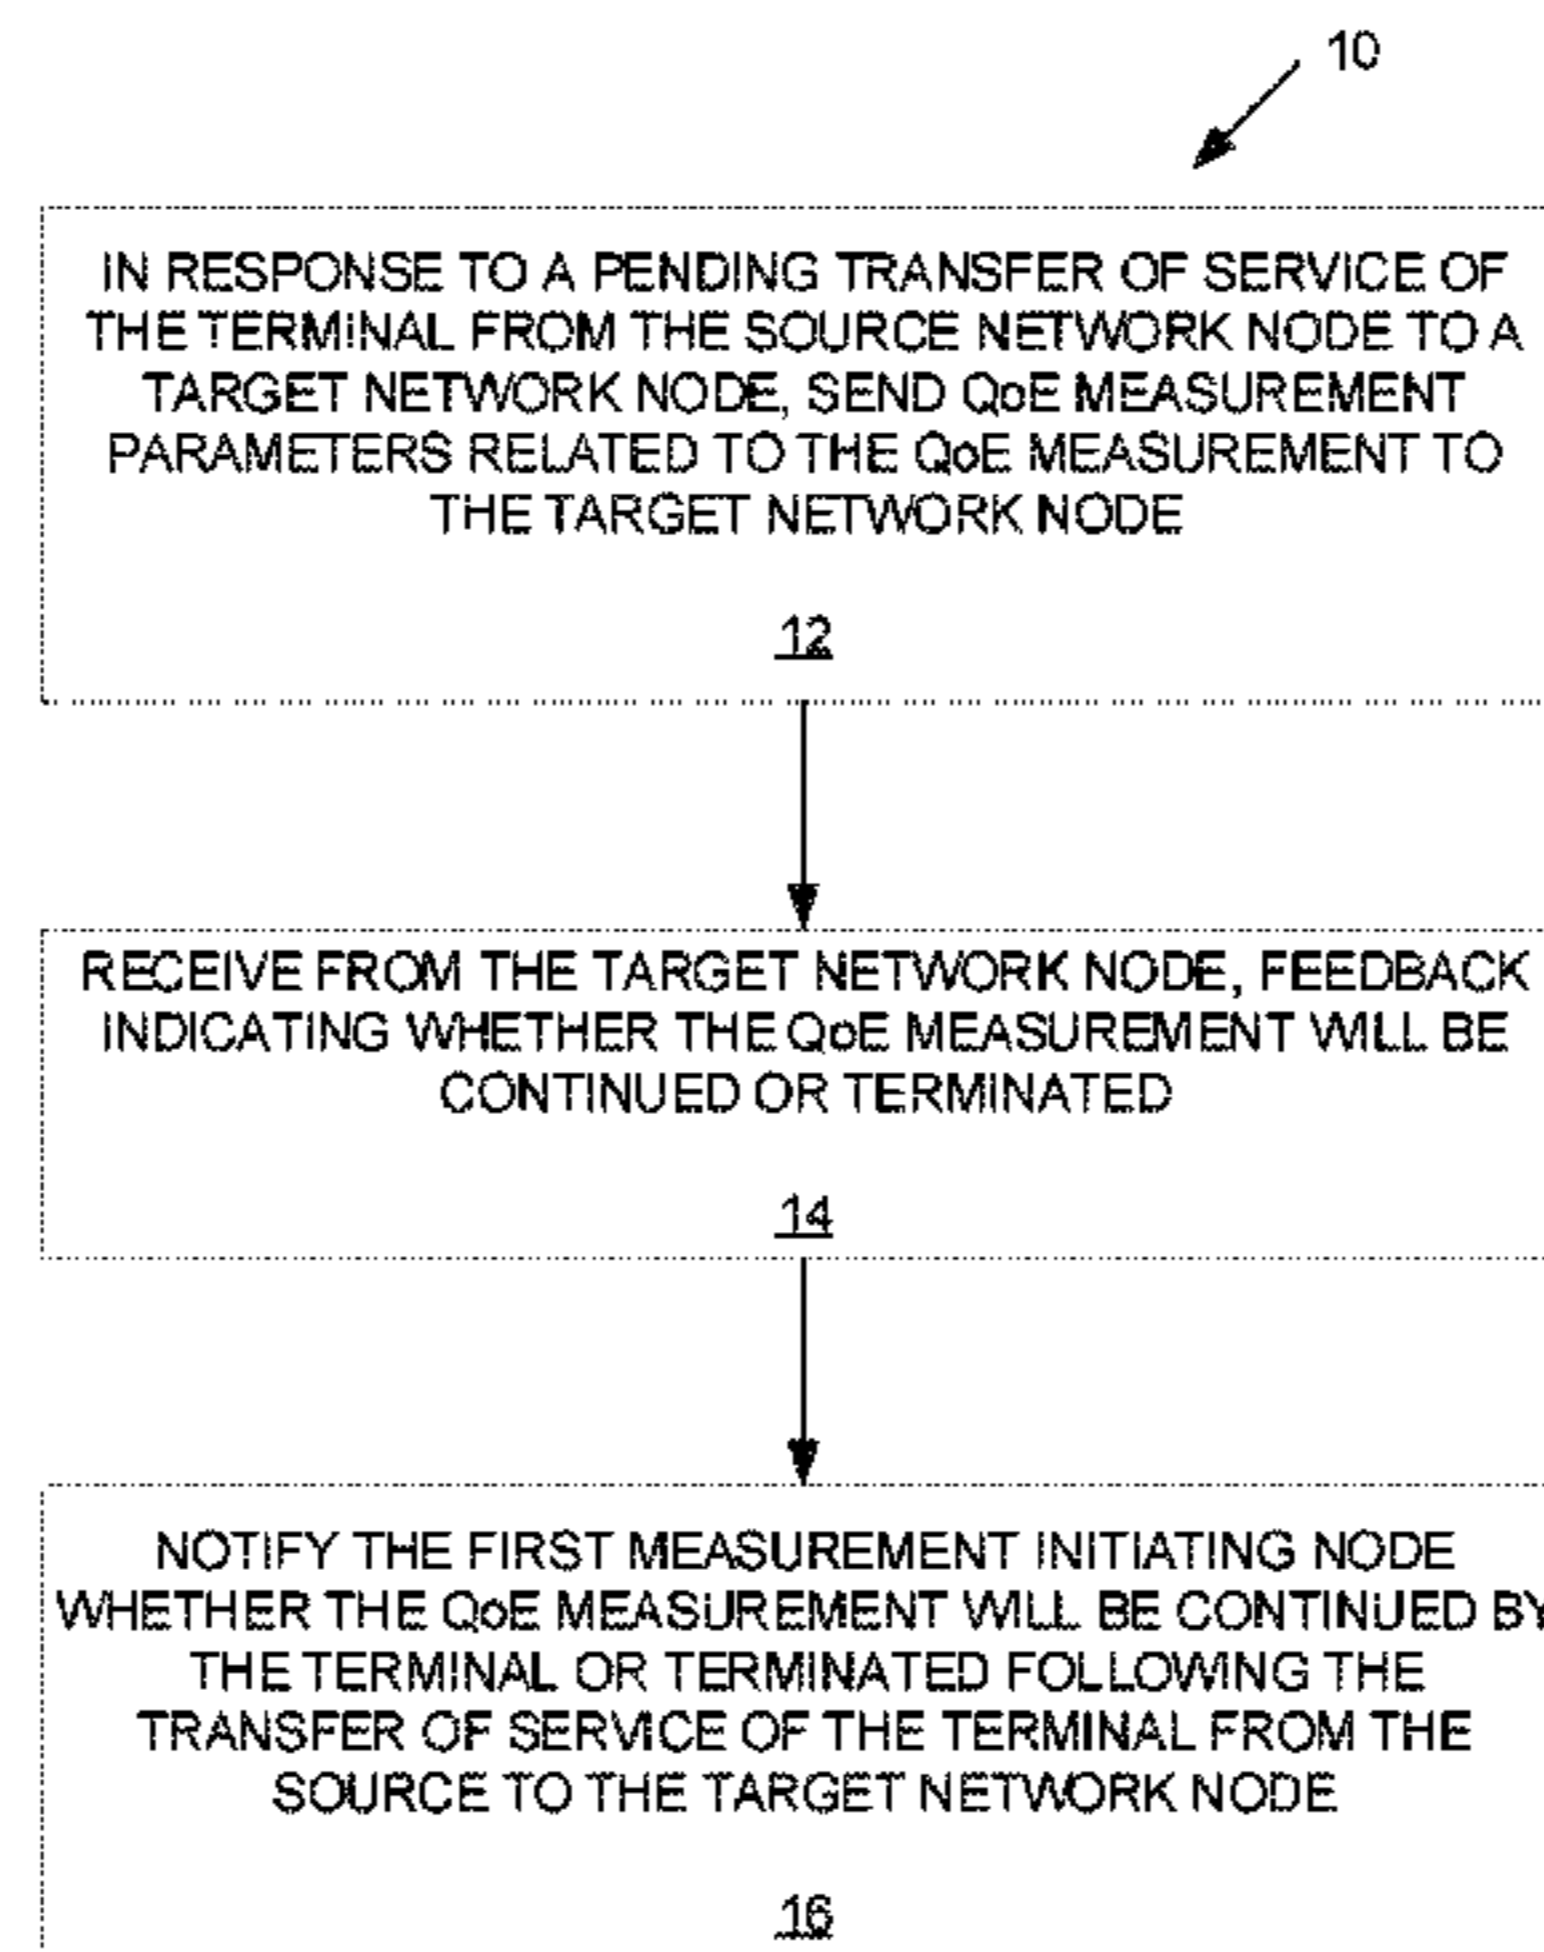 10
IN RESPONSE TO A PENDING TRANSFER OF SERVICE OF
THE TERMINAL FROM THE SOURCE NETWORK NODE TO A
TARGET NETWORK NODE, SEND QoE MEASUREMENT
PARAMETERS RELATED TO THE QoE MEASUREMENT TO
THE TARGET NETWORK NODE
12
RECEIVE FROM THE TARGET NETWORK NODE, FEEDBACK
INDICATING WHETHER THE QoE MEASUREMENT WILL BE
CONTINUED OR TERMINATED
14
NOTIFY THE FIRST MEASUREMENT INITIATING NODE
WHETHER THE QoE MEASUREMENT WILL BE CONTINUED BY
THE TERMINAL OR TERMINATED FOLLOWING THE
TRANSFER OF SERVICE OF THE TERMINAL FROM THE
SOURCE TO THE TARGET NETWORK NODE
16